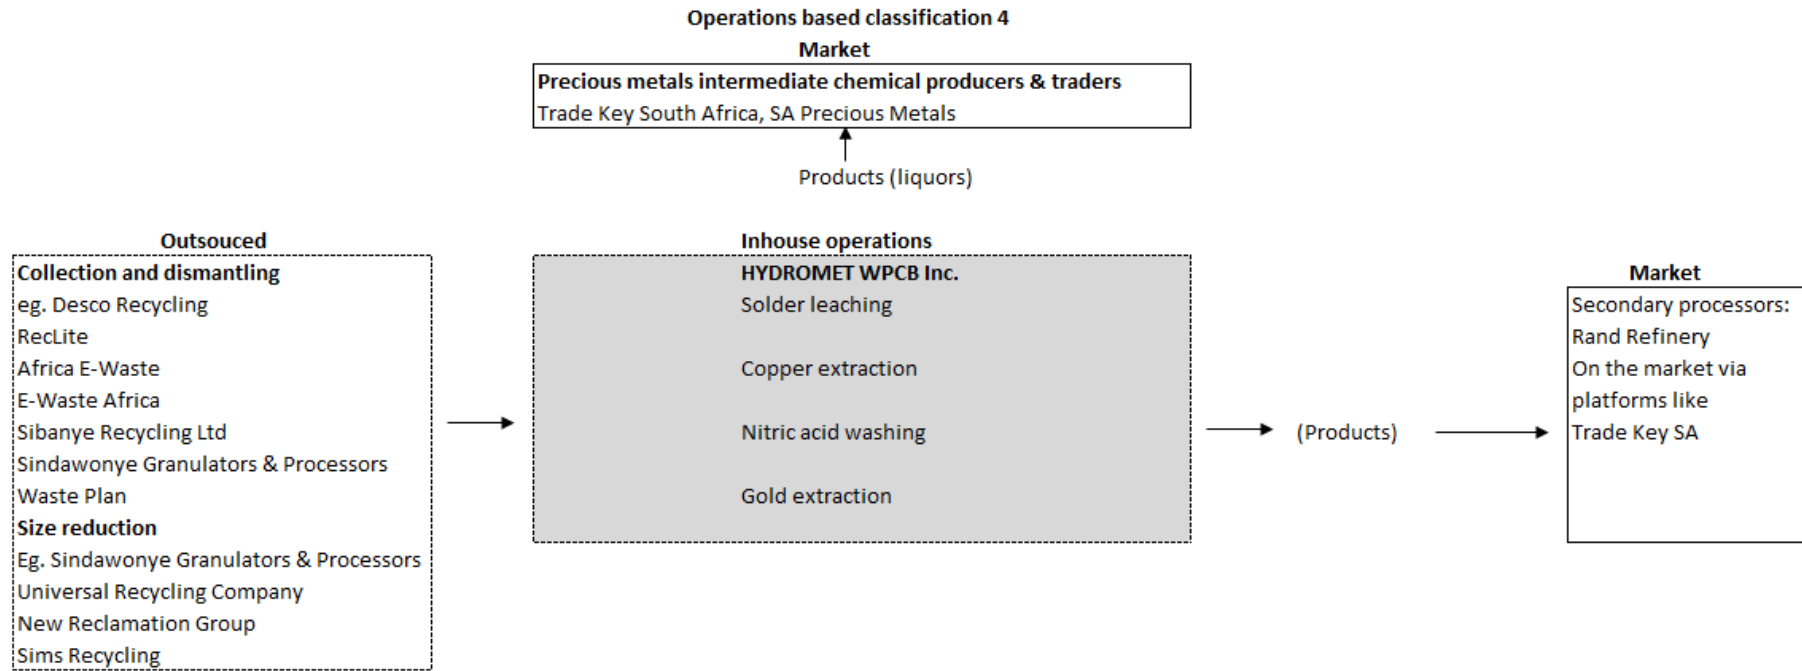 Operations based classification 4
Market
Precious metals intermediate chemical producers & traders
Trade Key South Africa, SA Precious Metals
Products (liquors)
Outsouced
Collection and dismantling
eg. Desco Recycling
RecLite
Africa E-Waste
E-Waste Africa
Sibanye Recycling Ltd
Sindawonye Granulators & Processors
Waste Plan
Size reduction
Eg. Sindawonye Granulators & Processors
Universal Recycling Company
New Reclamation Group
Sims Recycling
Inhouse operations
HYDROMET WPCB Inc.
Solder leaching
Copper extraction
Nitric acid washing
Gold extraction
(Products)
Market
Secondary processors:
Rand Refinery
On the market via
platforms like
Trade Key SA